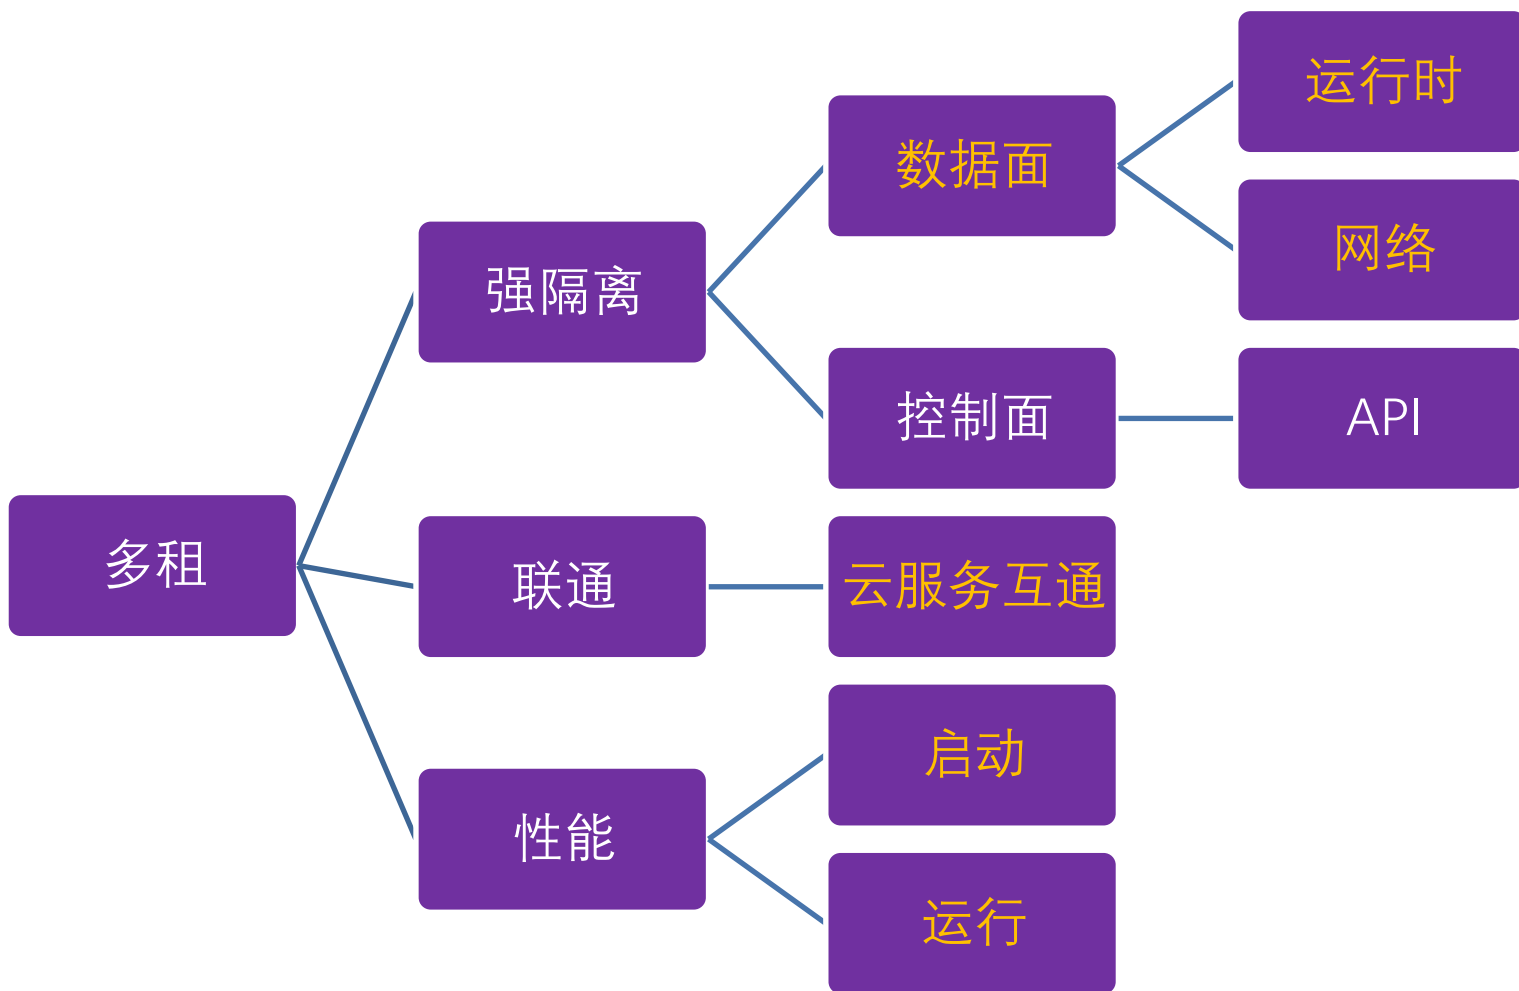 多租
强隔离
数据面
运行时
网络
控制面
API
联通
云服务互通
性能
启动
运行